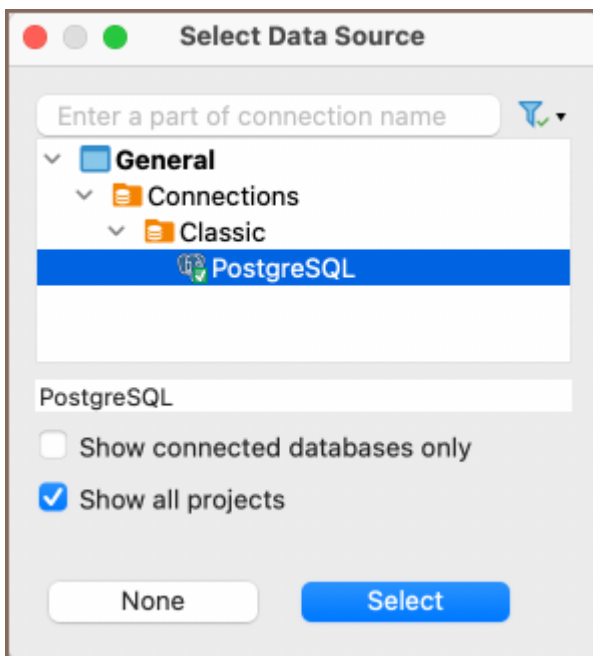 Select Data Source
Enter a part of connection name
General
Connections
Classic
PostgreSQL
PostgreSQL
Show connected databases only
Show all projects
None Select